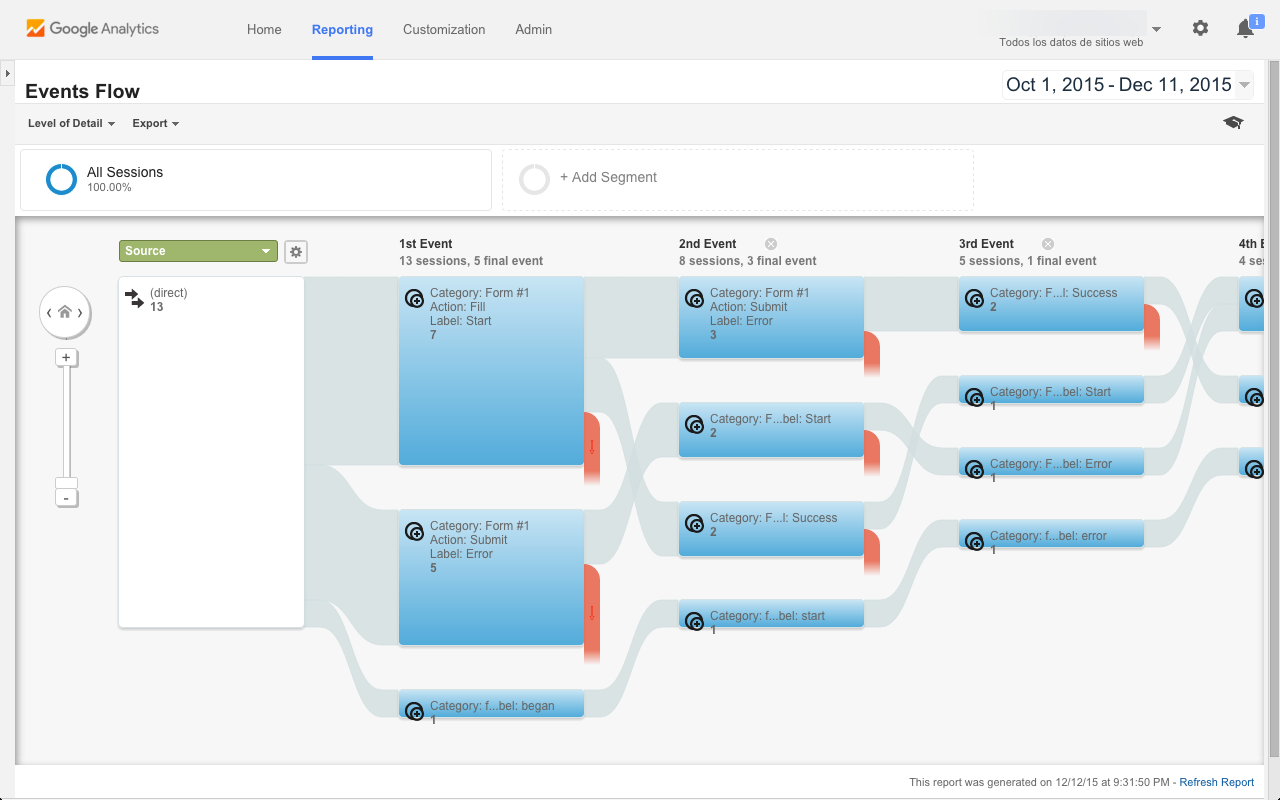 Google Analytics
Home
Reporting
Customization
Admin
Todos los datos de sitios web
i
Events Flow
Oct 1, 2015 - Dec 11, 2015
Level of Detail
Export
All Sessions
100.00%
+ Add Segment
Source
1st Event
13 sessions, 5 final event
2nd Event
8 sessions, 3 final event
3rd Event
5 sessions, 1 final event
4th E
4 ses
(direct)
13
+
-
Category: Form #1
Action: Fill
Label: Start
7
Category: Form #1
Action: Submit
Label: Error
5
Category: f...bel: began
1
Category: Form #1
Action: Submit
Label: Error
3
Category: F...bel: Start
2
Category: F...l: Success
2
Category: f...bel: start
1
Category: F...l: Success
2
Category: F...bel: Start
1
Category: F...bel: Error
1
Category: f...bel: error
1
This report was generated on 12/12/15 at 9:31:50 PM - Refresh Report